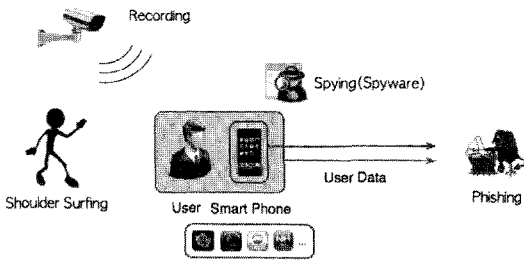 Recording
Spying(Spyware)
Shoulder Surfing
User Smart Phone
User Data
Phishing
...